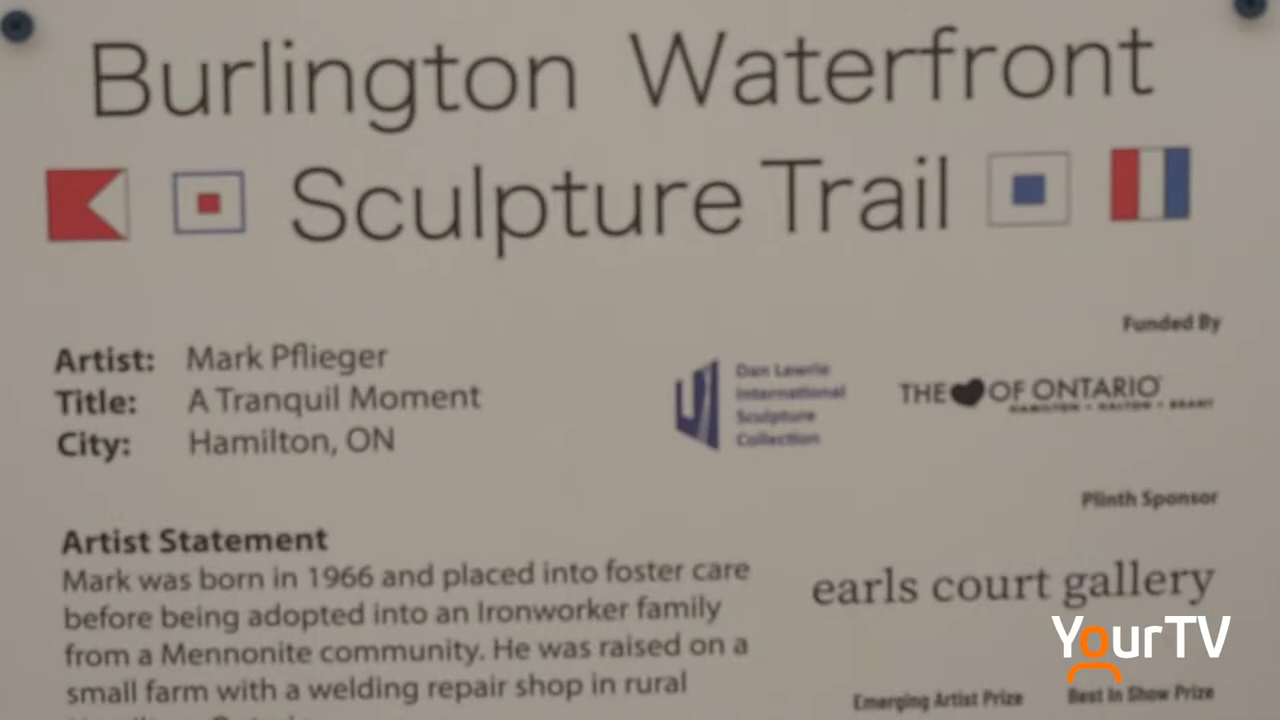 Burlington Waterfront
Sculpture Trail
Artist: Mark Pflieger
Title: A Tranquil Moment
City: Hamilton, ON
Funded By
Dan Lawrie
International
Sculpture
Collection
THE OF ONTARIO
HAMILTON • HALTON • BRANT
Plinth Sponsor
earls court gallery
Artist Statement
Mark was born in 1966 and placed into foster care
before being adopted into an Ironworker family
from a Mennonite community. He was raised on a
small farm with a welding repair shop in rural
YourTV
Emerging Artist Prize
Best In Show Prize